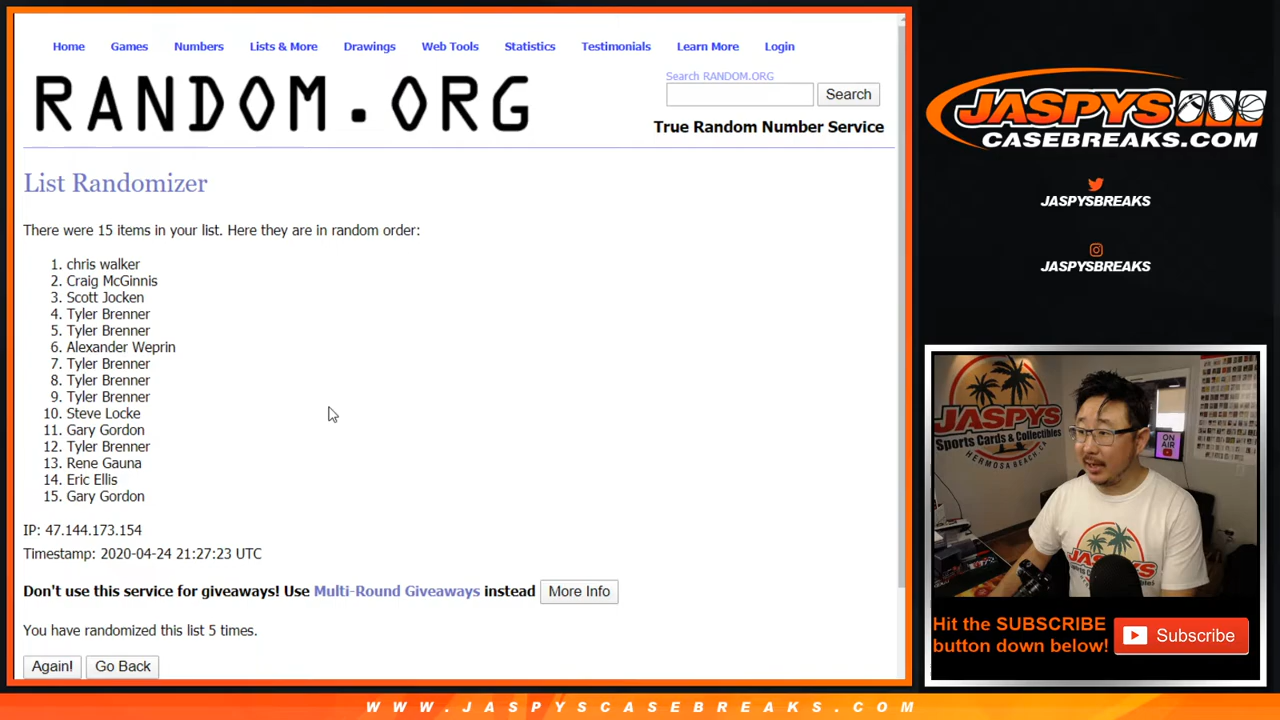 Home Games Numbers Lists & More Drawings Web Tools Statistics Testimonials Learn More Login
RANDOM.ORG
Search RANDOM.ORG
Search
True Random Number Service
List Randomizer
There were 15 items in your list. Here they are in random order:
1. chris walker
2. Craig McGinnis
3. Scott Jocken
4. Tyler Brenner
5. Tyler Brenner
6. Alexander Weprin
7. Tyler Brenner
8. Tyler Brenner
9. Tyler Brenner
10. Steve Locke
11. Gary Gordon
12. Tyler Brenner
13. Rene Gauna
14. Eric Ellis
15. Gary Gordon
IP: 47.144.173.154
Timestamp: 2020-04-24 21:27:23 UTC
Don't use this service for giveaways! Use Multi-Round Giveaways instead More Info
You have randomized this list 5 times.
Again! Go Back
JASPYS
CASEBREAKS.COM
JASPYSBREAKS
JASPYSBREAKS
JASPYS
Sports Cards & Collectibles
HERMOSA BEACH, CA
ON AIR
JASPYS
Hit the SUBSCRIBE
button down below!
Subscribe
WWW.JASPYSCASEBREAKS.COM